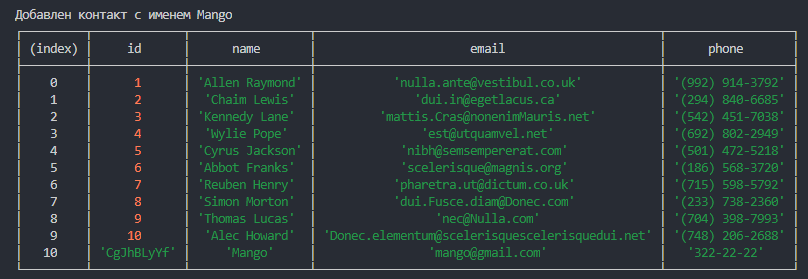 Добавлен контакт с именем Mango
(index) id name email phone
0 1 'Allen Raymond' 'nulla.ante@vestibul.co.uk' '(992) 914-3792'
1 2 'Chaim Lewis' 'dui.in@egetlacus.ca' '(294) 840-6685'
2 3 'Kennedy Lane' 'mattis.Cras@nonenimMauris.net' '(542) 451-7038'
3 4 'Wylie Pope' 'est@utquamvel.net' '(692) 802-2949'
4 5 'Cyrus Jackson' 'nibh@semsempererat.com' '(501) 472-5218'
5 6 'Abbot Franks' 'scelerisque@magnis.org' '(186) 568-3720'
6 7 'Reuben Henry' 'pharetra.ut@dictum.co.uk' '(715) 598-5792'
7 8 'Simon Morton' 'dui.Fusce.diam@Donec.com' '(233) 738-2360'
8 9 'Thomas Lucas' 'nec@Nulla.com' '(704) 398-7993'
9 10 'Alec Howard' 'Donec.elementum@scelerisquescelerisquedui.net' '(748) 206-2688'
10 'CgJhBLyYf' 'Mango' 'mango@gmail.com' '322-22-22'